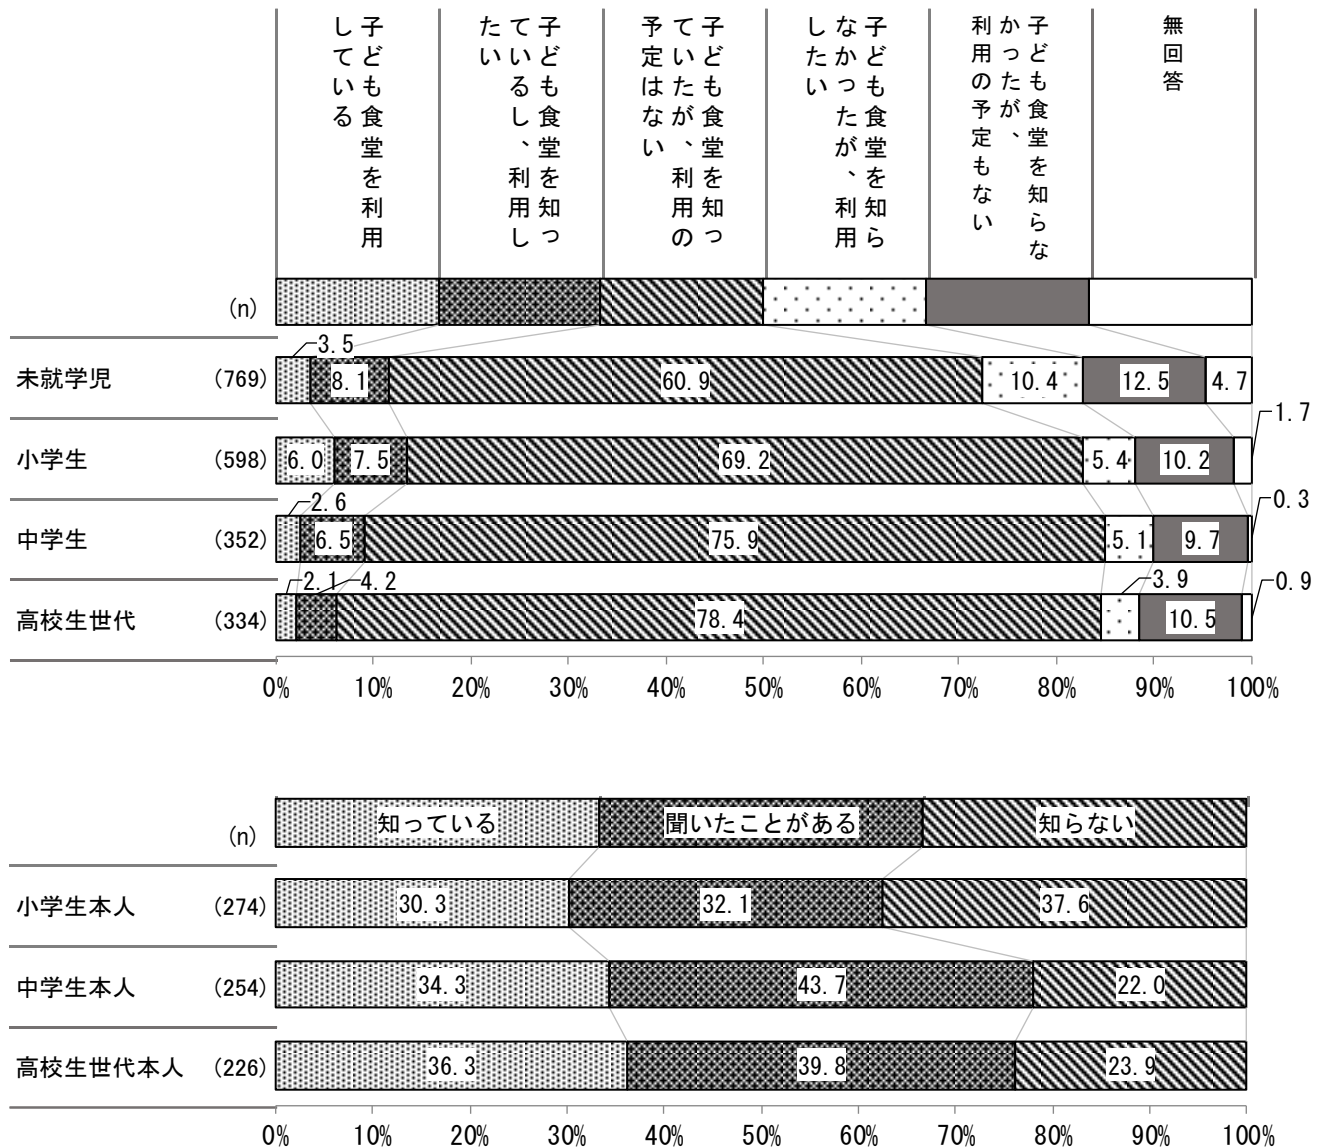 子ども食堂を利用
している
子ども食堂を知っ
ているし、利用し
たい
子ども食堂を知っ
ていたが、利用の
予定はない
子ども食堂を知ら
なかったが、利用
したい
子ども食堂を知らな
かったが、
利用の予定もない
無回答
(n)
3.5
未就学児 (769) 8.1 60.9 10.4 12.5 4.7
1.7
小学生 (598) 6.0 7.5 69.2 5.4 10.2
2.6 0.3
中学生 (352) 6.5 75.9 5.1 9.7
2.1 4.2 3.9 0.9
高校生世代 (334) 78.4 10.5
0% 10% 20% 30% 40% 50% 60% 70% 80% 90% 100%
(n) 知っている 聞いたことがある 知らない
小学生本人 (274) 30.3 32.1 37.6
中学生本人 (254) 34.3 43.7 22.0
高校生世代本人 (226) 36.3 39.8 23.9
0% 10% 20% 30% 40% 50% 60% 70% 80% 90% 100%